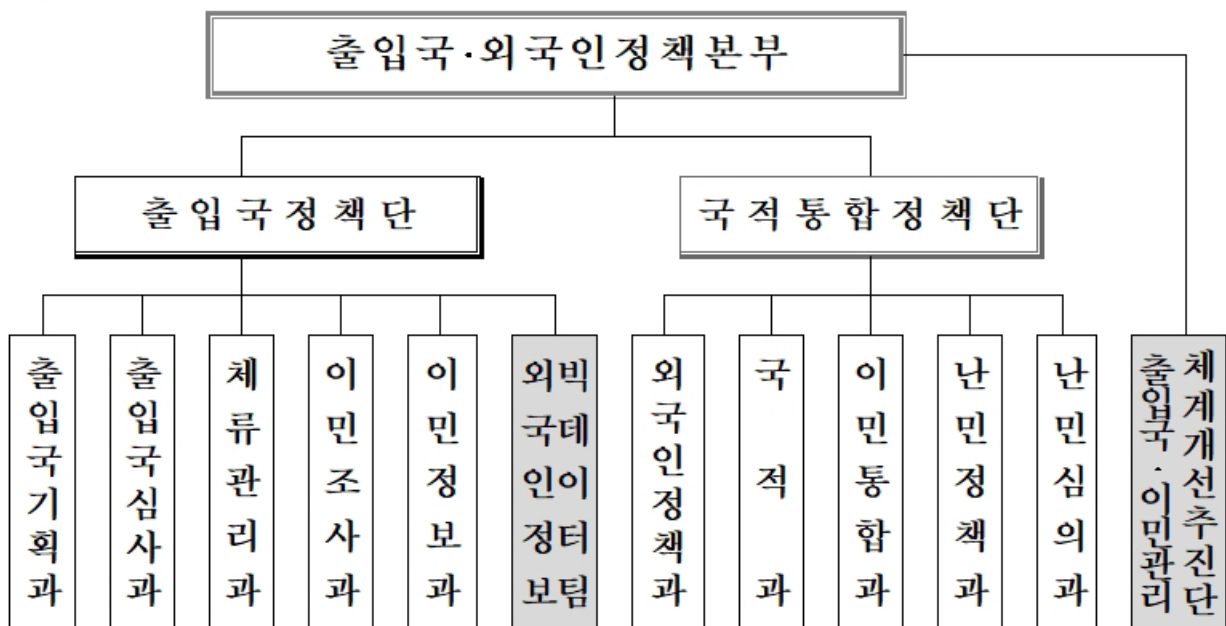 출입국·외국인정책본부
출입국정책단
국적통합정책단
출입국기획과
출입국심사과
체류관리과
이민조사과
이민정보과
외국인정보
빅데이터팀
외국인정책과
국적과
이민통합과
난민정책과
난민심의과
출입국·이민관리
체계개선추진단